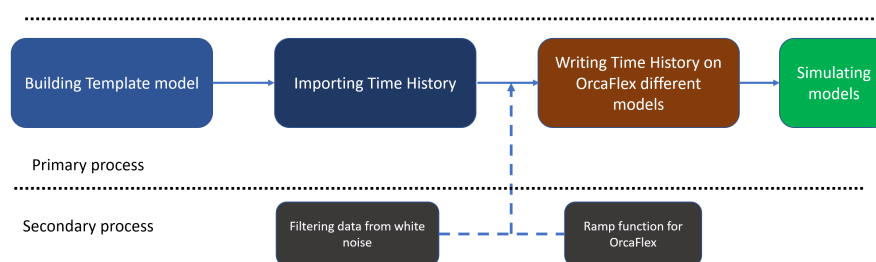 Building Template model
Importing Time History
Writing Time History on
OrcaFlex different
models
Simulating
models
Primary process
Secondary process
Filtering data from white
noise
Ramp function for
OrcaFlex